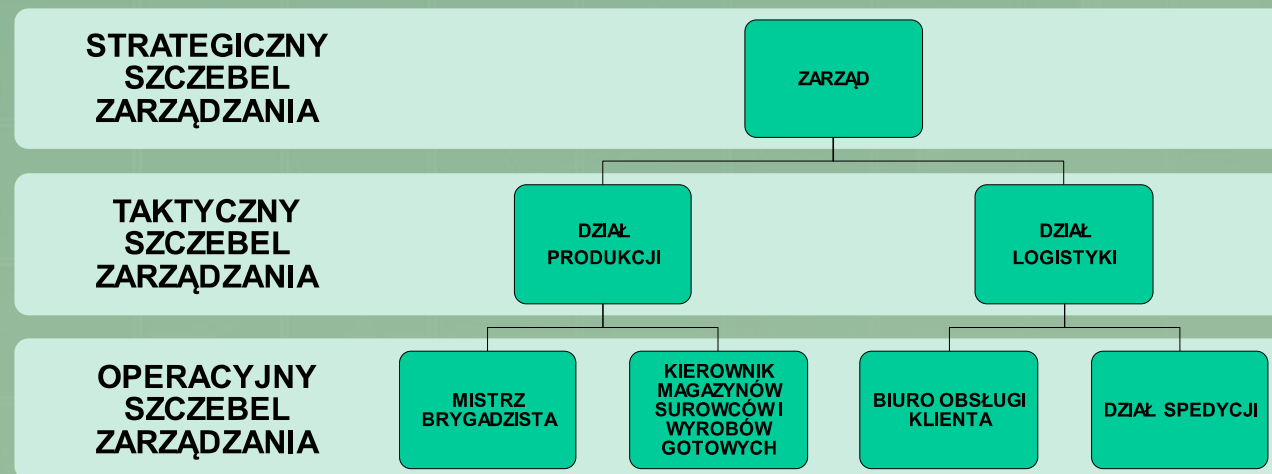 STRATEGICZNY
SZCZEBEL
ZARZĄDZANIA
ZARZĄD
TAKTYCZNY
SZCZEBEL
ZARZĄDZANIA
DZIAŁ
PRODUKCJI
DZIAŁ
LOGISTYKI
OPERACYJNY
SZCZEBEL
ZARZĄDZANIA
MISTRZ
BRYGADZISTA
KIEROWNIK
MAGAZYNÓW
SUROWCÓW I
WYROBÓW
GOTOWYCH
BIURO OBSŁUGI
KLIENTA
DZIAŁ SPEDYCJI